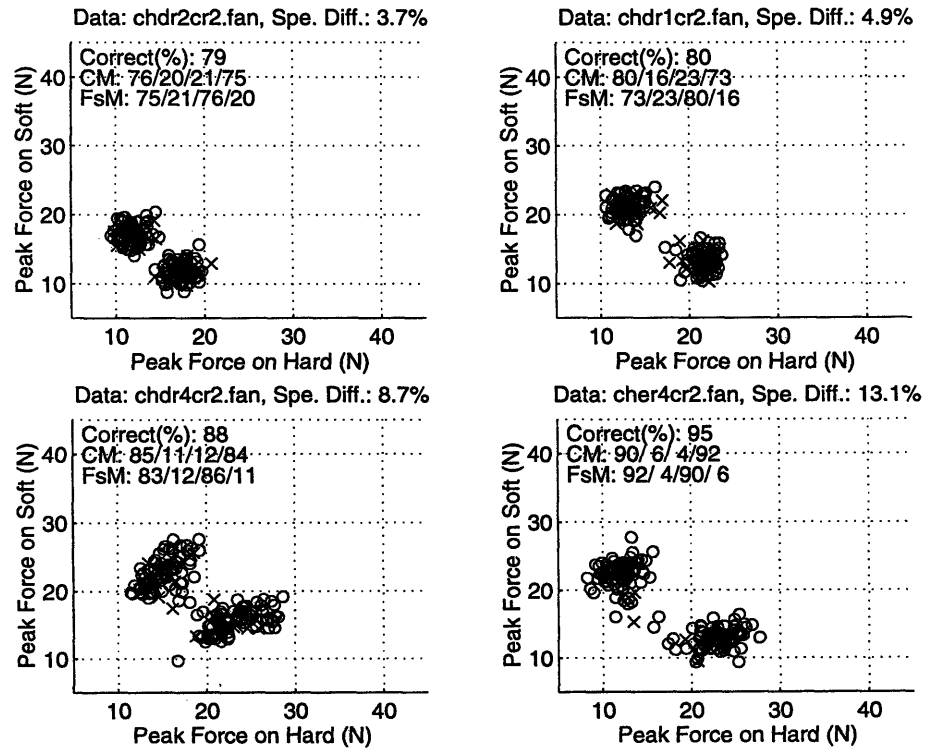 Data: chdr2cr2.fan, Spe. Diff.: 3.7%
Correct(%): 79
CM: 76/20/21/75
FsM: 75/21/76/20
Peak Force on Soft (N)
40
30
20
10
10 20 30 40
Peak Force on Hard (N)
Data: chdr1cr2.fan, Spe. Diff.: 4.9%
Correct(%): 80
CM: 80/16/23/73
FsM: 73/23/80/16
Peak Force on Soft (N)
40
30
20
10
10 20 30 40
Peak Force on Hard (N)
Data: chdr4cr2.fan, Spe. Diff.: 8.7%
Correct(%): 88
CM: 85/11/12/84
FsM: 83/12/86/11
Peak Force on Soft (N)
40
30
20
10
10 20 30 40
Peak Force on Hard (N)
Data: cher4cr2.fan, Spe. Diff.: 13.1%
Correct(%): 95
CM: 90/ 6/ 4/92
FsM: 92/ 4/90/ 6
Peak Force on Soft (N)
40
30
20
10
10 20 30 40
Peak Force on Hard (N)